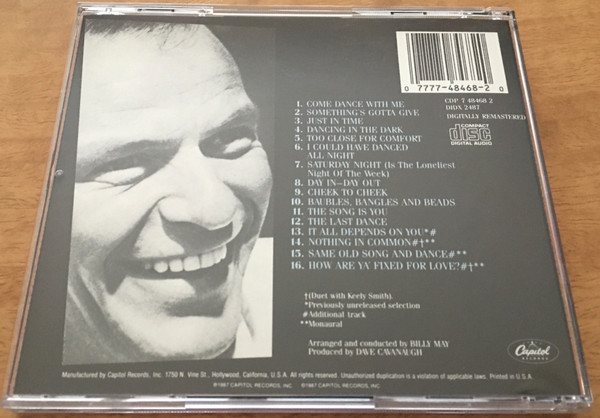 0 7777-48468-2 0
CDP 7 48468 2
DIDX 2487
DIGITALLY REMASTERED
COMPACT
disc
DIGITAL AUDIO
1. COME DANCE WITH ME
2. SOMETHING'S GOTTA GIVE
3. JUST IN TIME
4. DANCING IN THE DARK
5. TOO CLOSE FOR COMFORT
6. I COULD HAVE DANCED
ALL NIGHT
7. SATURDAY NIGHT (Is The Loneliest
Night Of The Week)
8. DAY IN—DAY OUT
9. CHEEK TO CHEEK
10. BAUBLES, BANGLES AND BEADS
11. THE SONG IS YOU
12. THE LAST DANCE
13. IT ALL DEPENDS ON YOU*#
14. NOTHING IN COMMON#†**
15. SAME OLD SONG AND DANCE#**
16. HOW ARE YA' FIXED FOR LOVE?#†**
†(Duet with Keely Smith).
*Previously unreleased selection
#Additional track
**Monaural
Arranged and conducted by BILLY MAY
Produced by DAVE CAVANAUGH
Capitol
RECORDS
Manufactured by Capitol Records, Inc. 1750 N. Vine St., Hollywood, California, U.S.A. All rights reserved. Unauthorized duplication is a violation of applicable laws. Printed in U.S.A.
℗1987 CAPITOL RECORDS, INC. ©1987 CAPITOL RECORDS, INC.